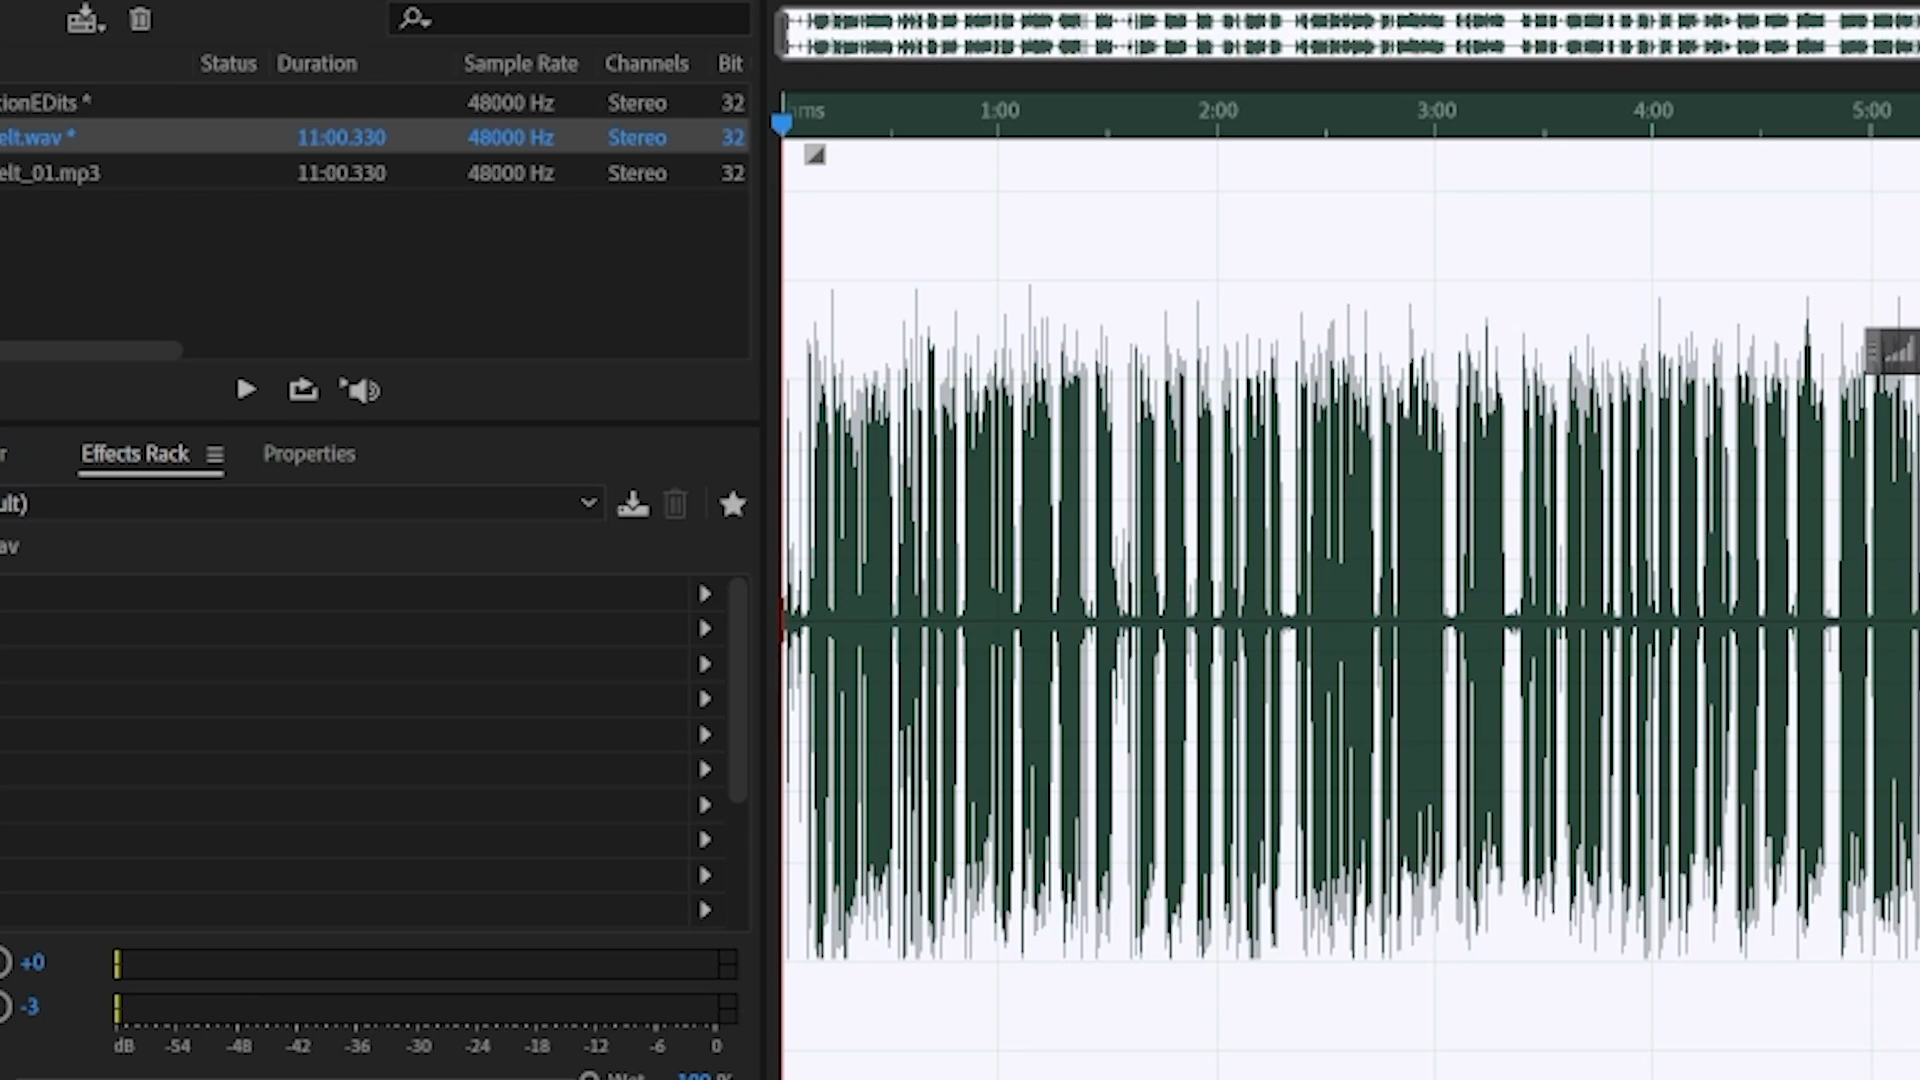 Status Duration Sample Rate Channels Bit
ionEDits * 48000 Hz Stereo 32
elt.wav * 11:00.330 48000 Hz Stereo 32
elt_01.mp3 11:00.330 48000 Hz Stereo 32
hms 1:00 2:00 3:00 4:00 5:00
r Effects Rack Properties
ult)
av
+0
-3
dB -54 -48 -42 -36 -30 -24 -18 -12 -6 0
Wet 100 %